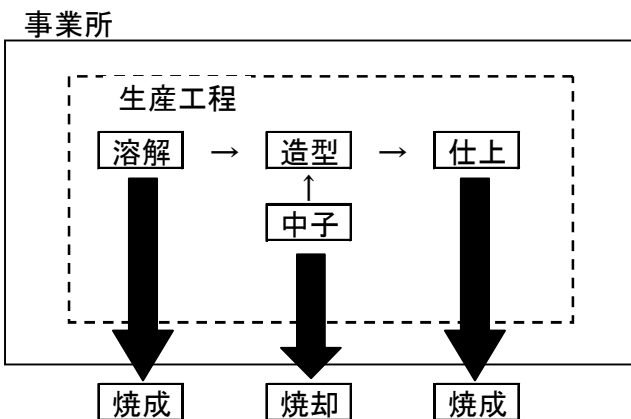 事業所
生産工程
溶解 → 造型 → 仕上
↑
中子
焼成 焼却 焼成